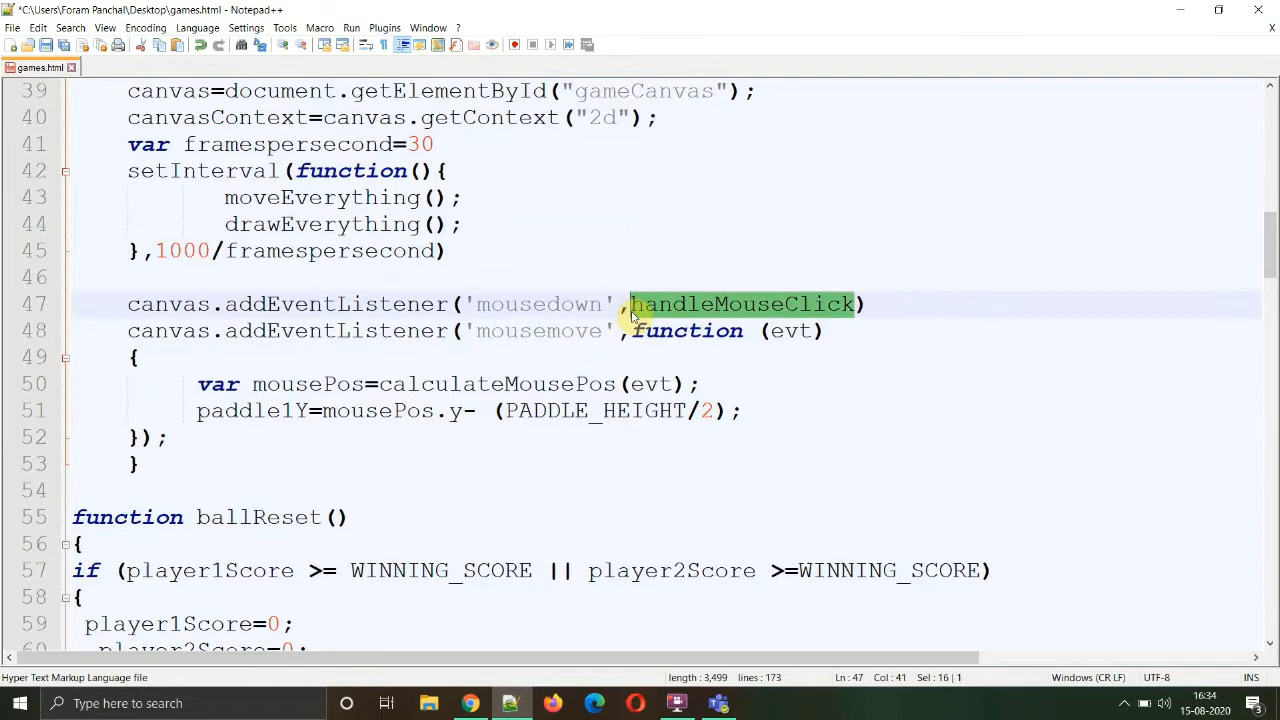 *C:\Users\Foram Panchal\Desktop\games.html - Notepad++
File Edit Search View Encoding Language Settings Tools Macro Run Plugins Window ? X
games.html
39 canvas=document.getElementById("gameCanvas");
40 canvasContext=canvas.getContext("2d");
41 var framespersecond=30
42 setInterval(function(){
43 moveEverything();
44 drawEverything();
45 },1000/framespersecond)
46
47 canvas.addEventListener('mousedown',handleMouseClick)
48 canvas.addEventListener('mousemove',function (evt)
49 {
50 var mousePos=calculateMousePos(evt);
51 paddle1Y=mousePos.y- (PADDLE_HEIGHT/2);
52 });
53 }
54
55 function ballReset()
56 {
57 if (player1Score >= WINNING_SCORE || player2Score >=WINNING_SCORE)
58 {
59 player1Score=0;
60 player2Score=0;
Hyper Text Markup Language file length : 3,499 lines : 173 Ln : 47 Col : 41 Sel : 16 | 1 Windows (CR LF) UTF-8 INS
Type here to search 16:34
15-08-2020 3